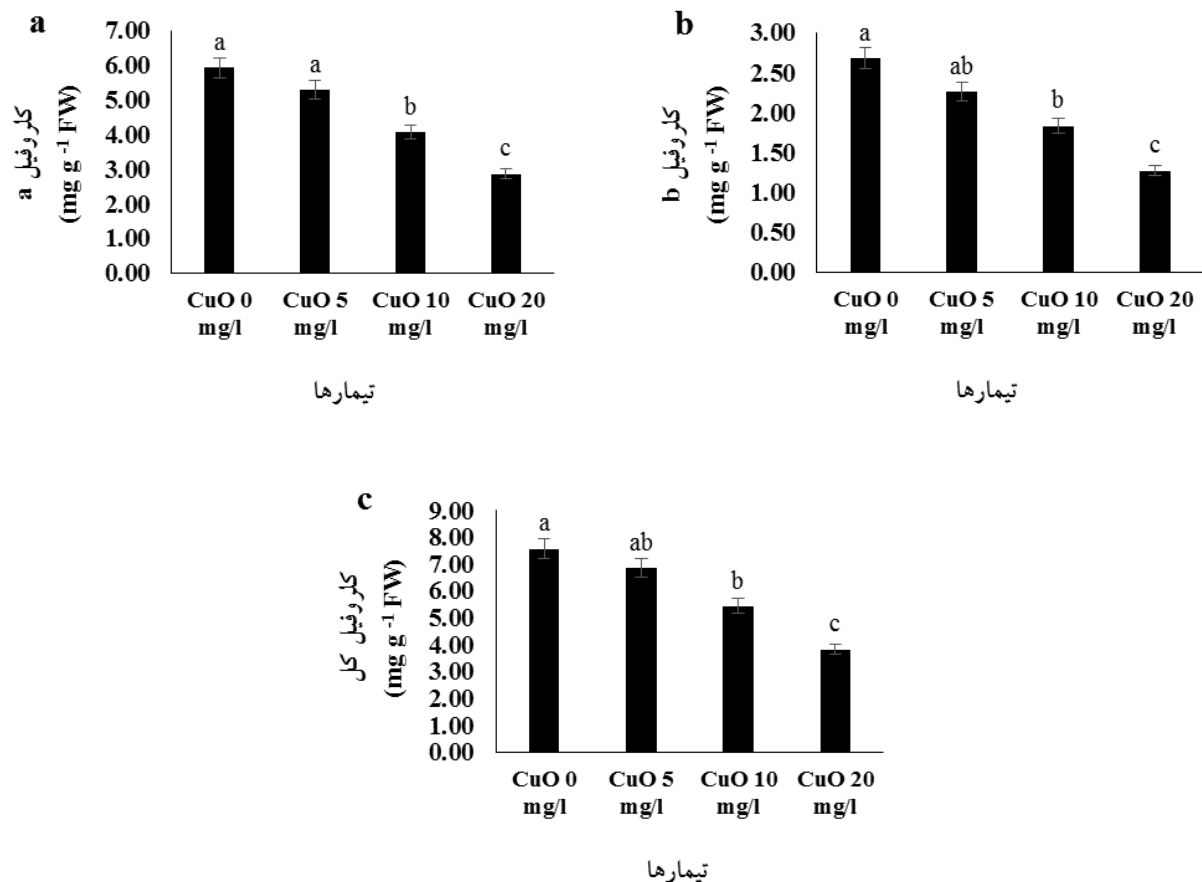 a
7.00
6.00
5.00
4.00
3.00
2.00
1.00
0.00
کلروفیل a
(mg g -1 FW)
a
a
b
c
CuO 0 mg/l
CuO 5 mg/l
CuO 10 mg/l
CuO 20 mg/l
تیمارها
b
3.00
2.50
2.00
1.50
1.00
0.50
0.00
کلروفیل b
(mg g -1 FW)
a
ab
b
c
CuO 0 mg/l
CuO 5 mg/l
CuO 10 mg/l
CuO 20 mg/l
تیمارها
c
9.00
8.00
7.00
6.00
5.00
4.00
3.00
2.00
1.00
0.00
کلروفیل کل
(mg g -1 FW)
a
ab
b
c
CuO 0 mg/l
CuO 5 mg/l
CuO 10 mg/l
CuO 20 mg/l
تیمارها